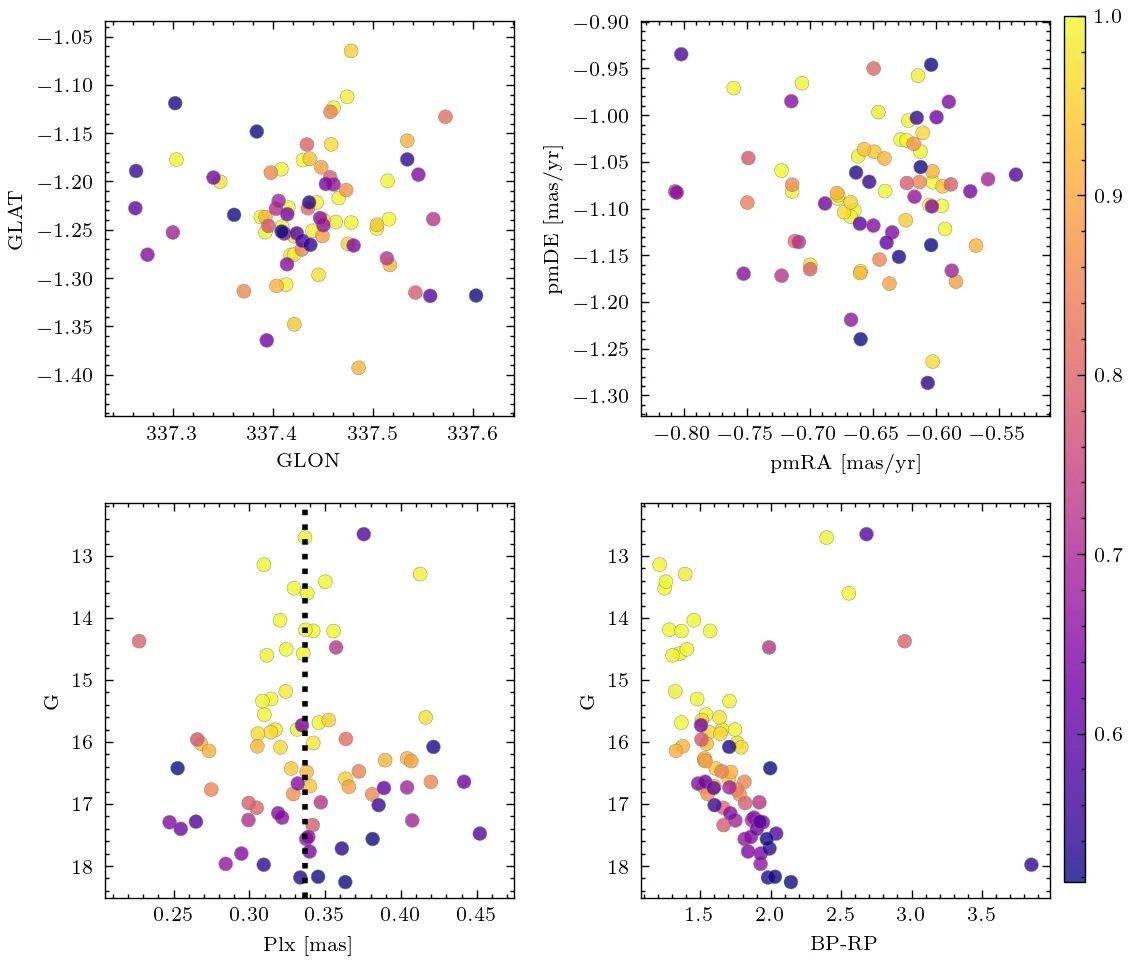 −1.05
−1.10
−1.15
−1.20
−1.25
−1.30
−1.35
−1.40
GLAT
337.3 337.4 337.5 337.6
GLON
−0.90
−0.95
−1.00
−1.05
−1.10
−1.15
−1.20
−1.25
−1.30
pmDE [mas/yr]
−0.80 −0.75 −0.70 −0.65 −0.60 −0.55
pmRA [mas/yr]
13
14
15
16
17
18
G
0.25 0.30 0.35 0.40 0.45
Plx [mas]
13
14
15
16
17
18
G
1.5 2.0 2.5 3.0 3.5
BP-RP
1.0
0.9
0.8
0.7
0.6